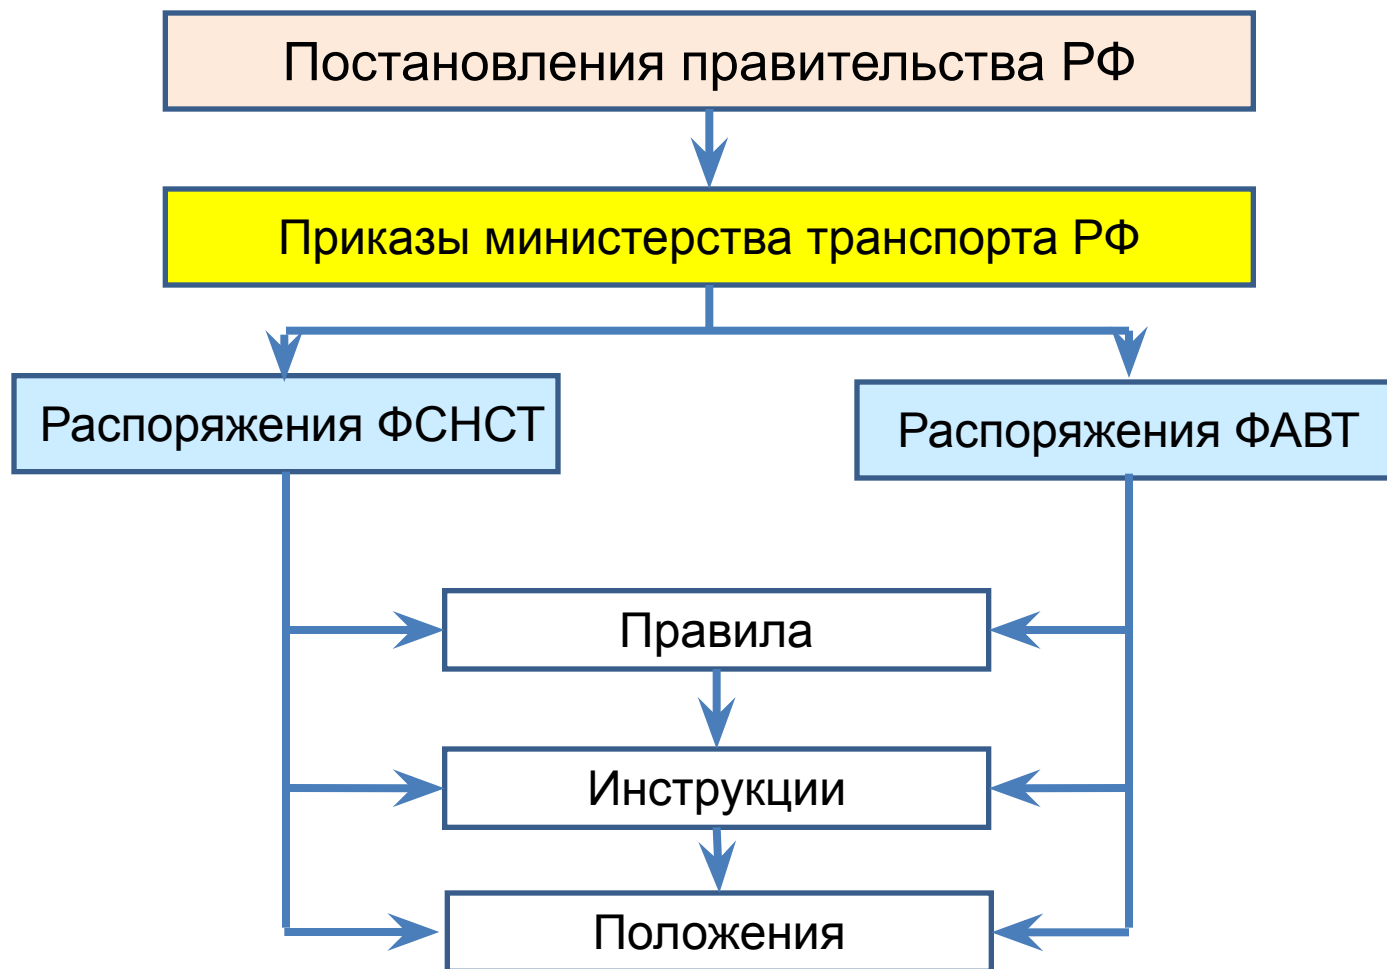 Постановления правительства РФ
Приказы министерства транспорта РФ
Распоряжения ФСНСТ
Распоряжения ФАВТ
Правила
Инструкции
Положения